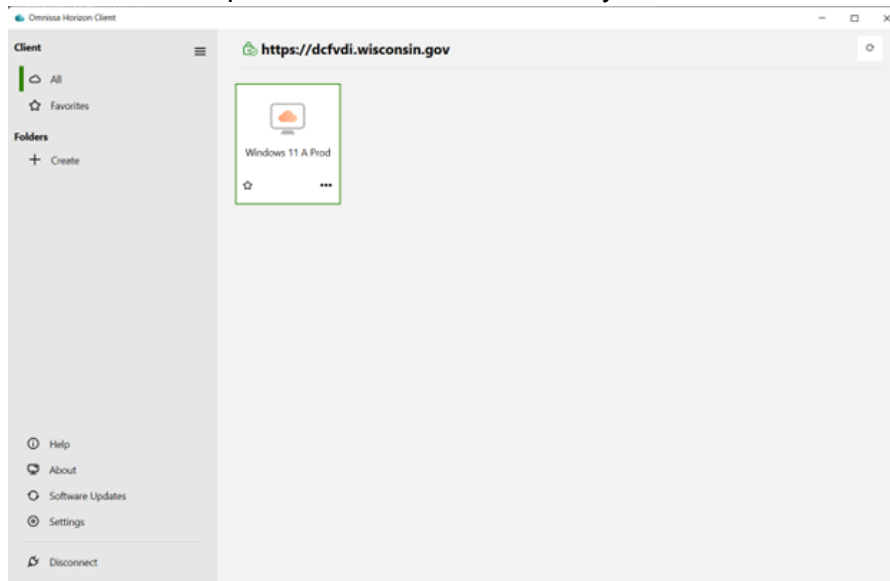 Omnissa Horizon Client
Client
https://dcfvdi.wisconsin.gov
All
Favorites
Folders
Create
Windows 11 A Prod
Help
About
Software Updates
Settings
Disconnect